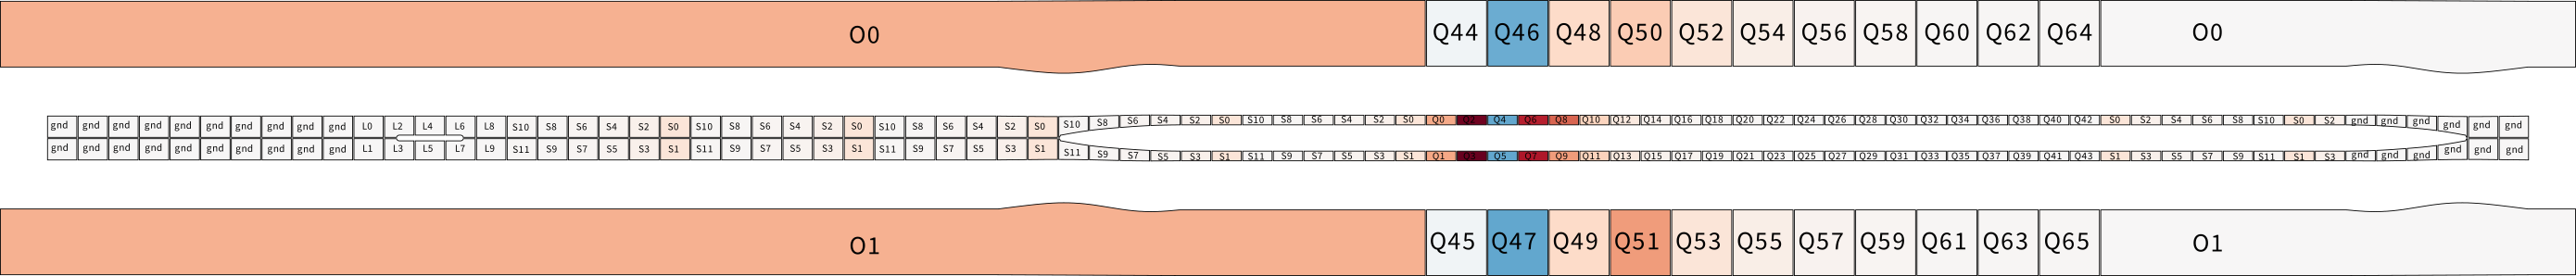 O0 Q44 Q46 Q48 Q50 Q52 Q54 Q56 Q58 Q60 Q62 Q64 O0
gnd gnd gnd gnd gnd gnd gnd gnd gnd gnd L0 L2 L4 L6 L8 S10 S8 S6 S4 S2 S0 S10 S8 S6 S4 S2 S0 S10 S8 S6 S4 S2 S0 S10 S8 S6 S4 S2 S0 S10 S8 S6 S4 S2 S0 Q0 Q2 Q4 Q6 Q8 Q10 Q12 Q14 Q16 Q18 Q20 Q22 Q24 Q26 Q28 Q30 Q32 Q34 Q36 Q38 Q40 Q42 S0 S2 S4 S6 S8 S10 S0 S2 gnd gnd gnd gnd gnd gnd
gnd gnd gnd gnd gnd gnd gnd gnd gnd gnd L1 L3 L5 L7 L9 S11 S9 S7 S5 S3 S1 S11 S9 S7 S5 S3 S1 S11 S9 S7 S5 S3 S1 S11 S9 S7 S5 S3 S1 S11 S9 S7 S5 S3 S1 Q1 Q3 Q5 Q7 Q9 Q11 Q13 Q15 Q17 Q19 Q21 Q23 Q25 Q27 Q29 Q31 Q33 Q35 Q37 Q39 Q41 Q43 S1 S3 S5 S7 S9 S11 S1 S3 gnd gnd gnd gnd gnd gnd
O1 Q45 Q47 Q49 Q51 Q53 Q55 Q57 Q59 Q61 Q63 Q65 O1